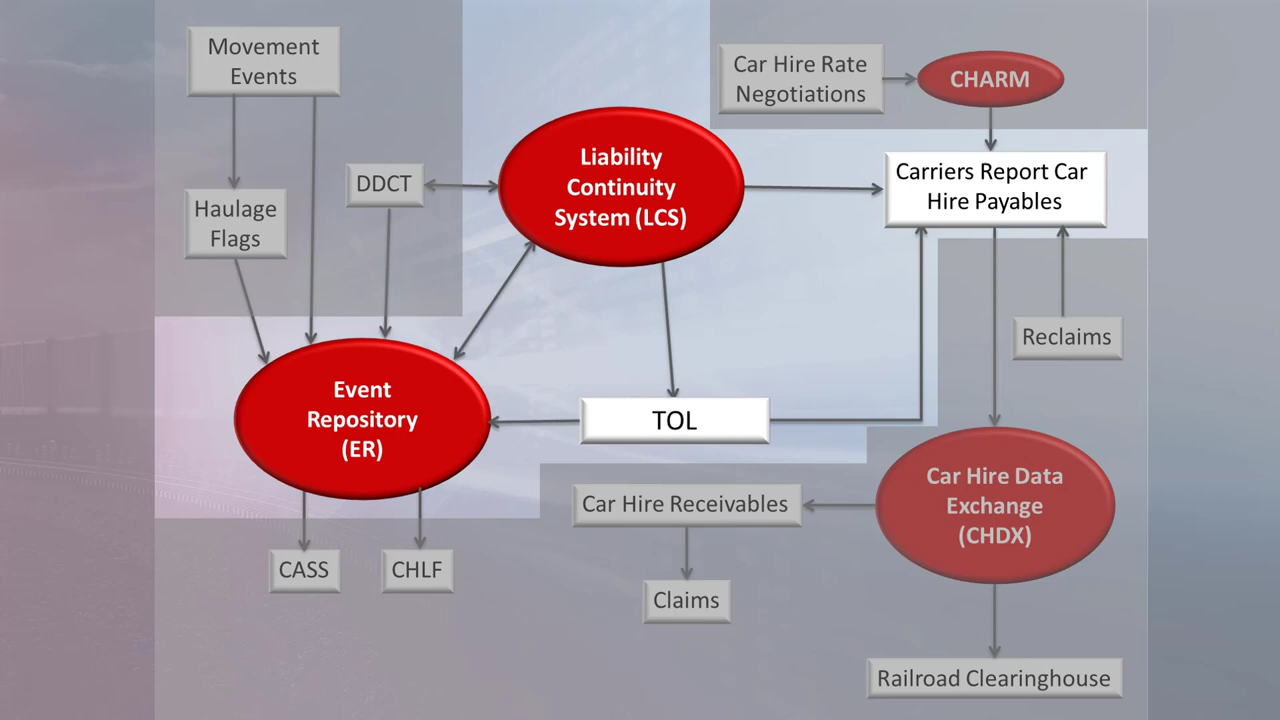 Movement
Events
Car Hire Rate
Negotiations
CHARM
Liability
Continuity
System (LCS)
DDCT
Carriers Report Car
Hire Payables
Haulage
Flags
Reclaims
Event
Repository
(ER)
TOL
Car Hire Data
Exchange
(CHDX)
Car Hire Receivables
CASS
CHLF
Claims
Railroad Clearinghouse